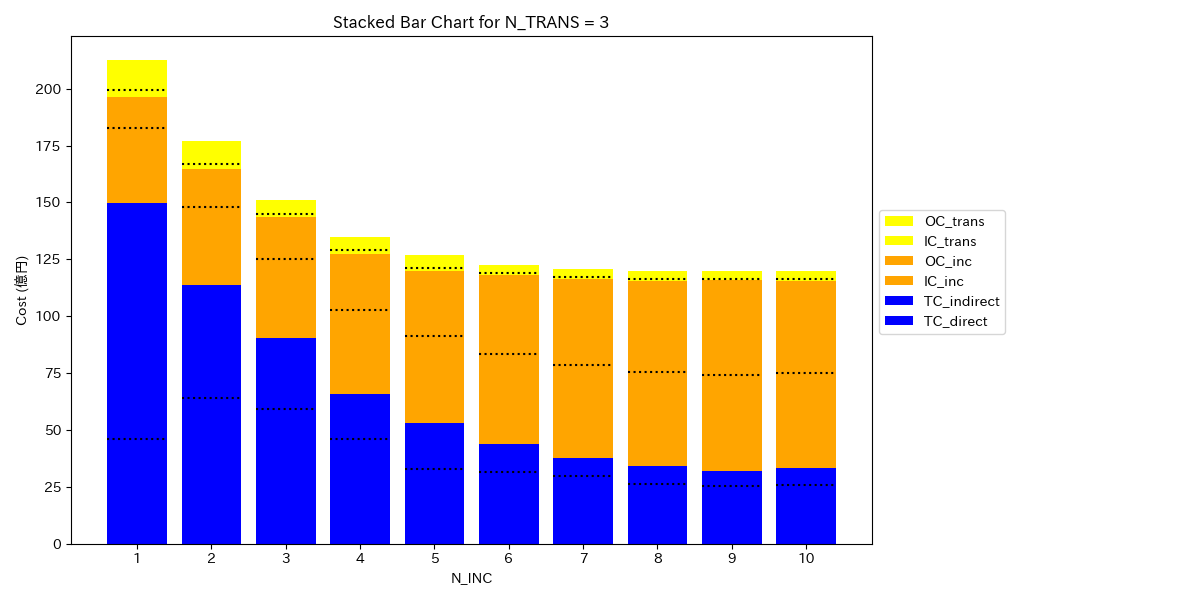 Stacked Bar Chart for N_TRANS = 3
Cost (億円)
200
175
150
125
100
75
50
25
0
1 2 3 4 5 6 7 8 9 10
N_INC
OC_trans
IC_trans
OC_inc
IC_inc
TC_indirect
TC_direct